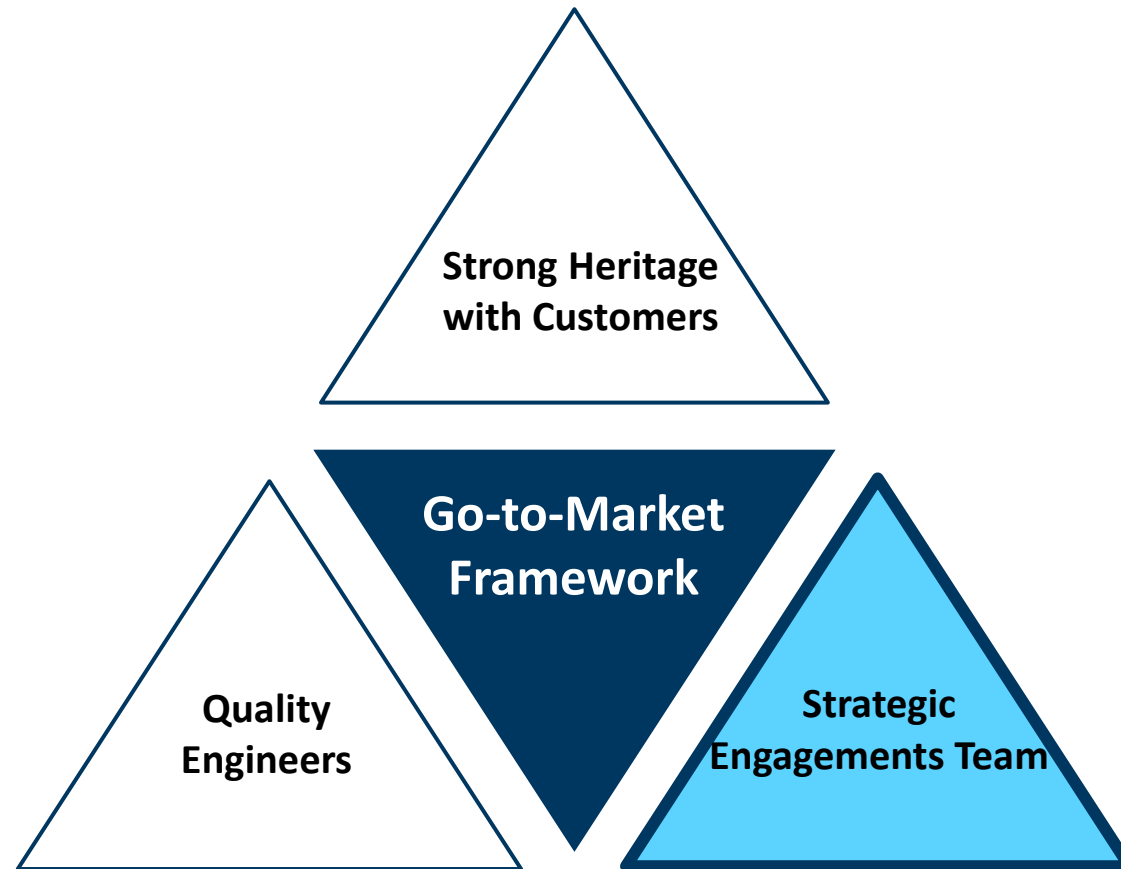 Strong Heritage
with Customers
Go-to-Market
Framework
Quality
Engineers
Strategic
Engagements Team